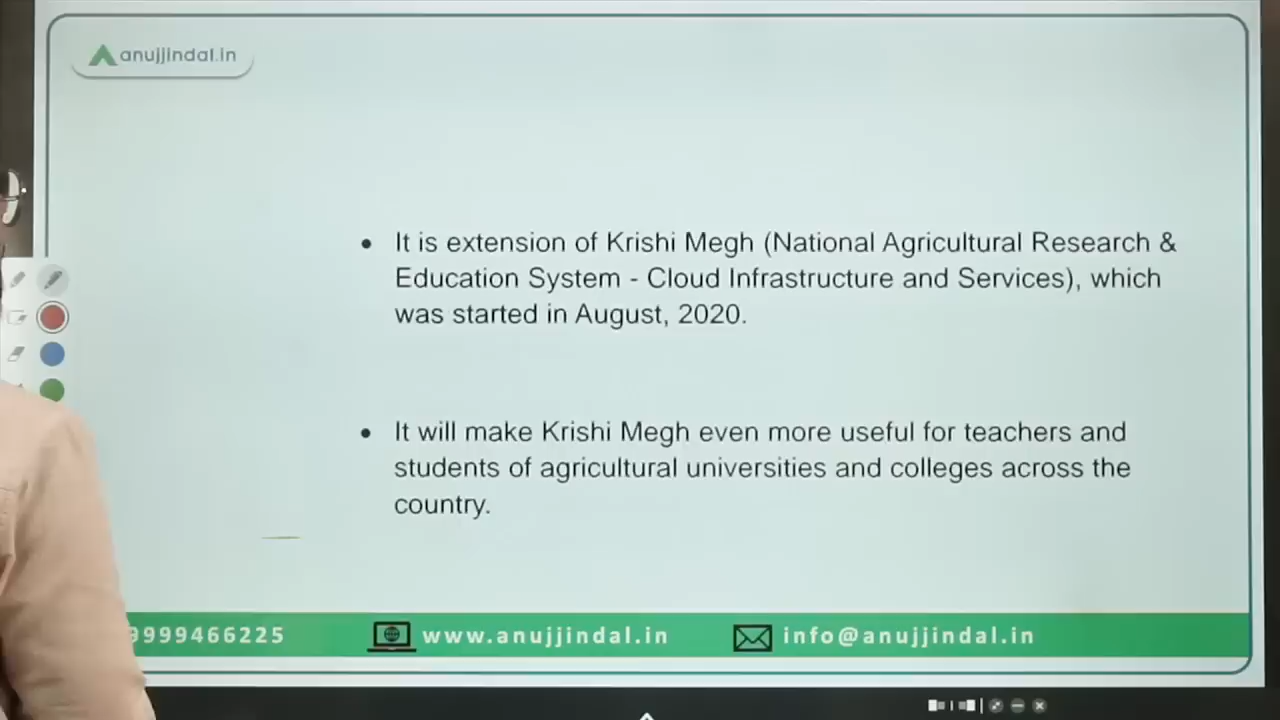 anujjindal.in
• It is extension of Krishi Megh (National Agricultural Research &
Education System - Cloud Infrastructure and Services), which
was started in August, 2020.
• It will make Krishi Megh even more useful for teachers and
students of agricultural universities and colleges across the
country.
9999466225
www.anujjindal.in
info@anujjindal.in